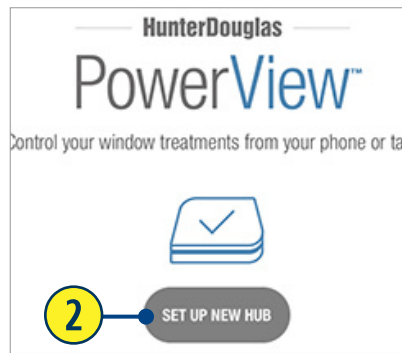 HunterDouglas
PowerView™
Control your window treatments from your phone or ta
2
SET UP NEW HUB